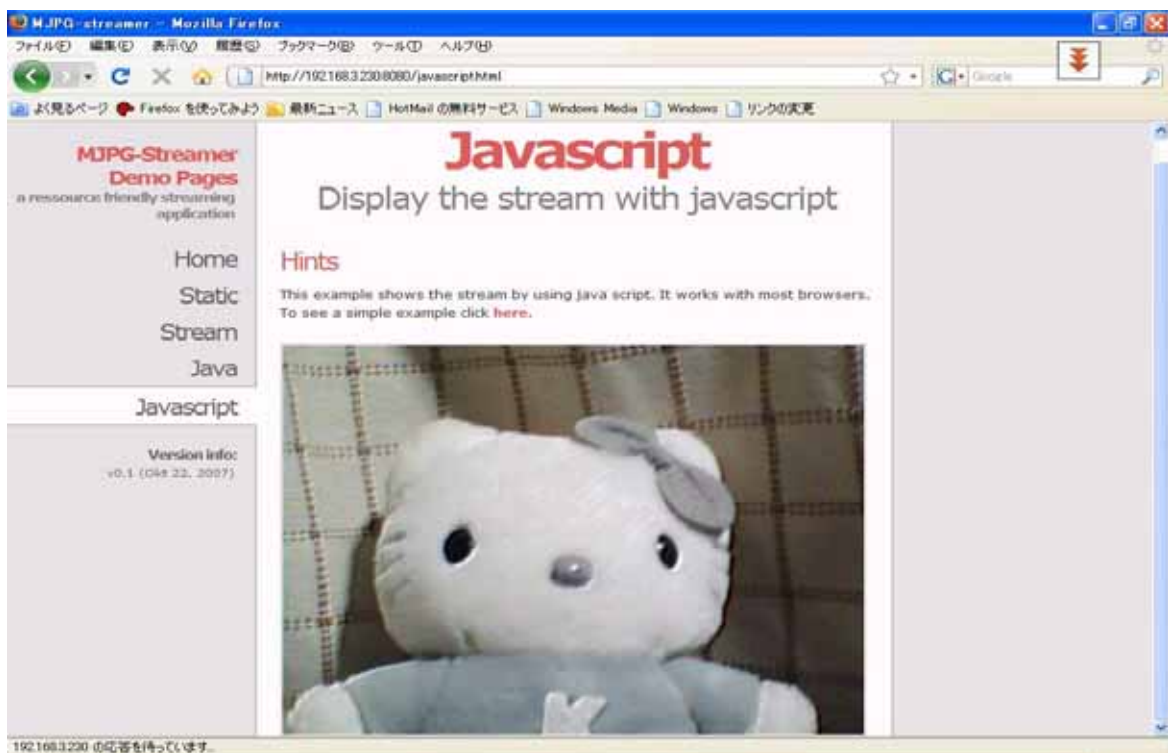 MJPG-streamer - Mozilla Firefox
ファイル(F) 編集(E) 表示(V) 履歴(S) ブックマーク(B) ツール(T) ヘルプ(H)
http://192.168.3.230:8080/javascript.html
Google
よく見るページ Firefox を使ってみよう 最新ニュース HotMail の無料サービス Windows Media Windows リンクの変更
MJPG-Streamer
Demo Pages
a ressource friendly streaming
application
Home
Static
Stream
Java
Javascript
Version info:
v0.1 (Okt 22, 2007)
Javascript
Display the stream with javascript
Hints
This example shows the stream by using java script. It works with most browsers.
To see a simple example click here.
K
192.168.3.230 の応答を待っています...